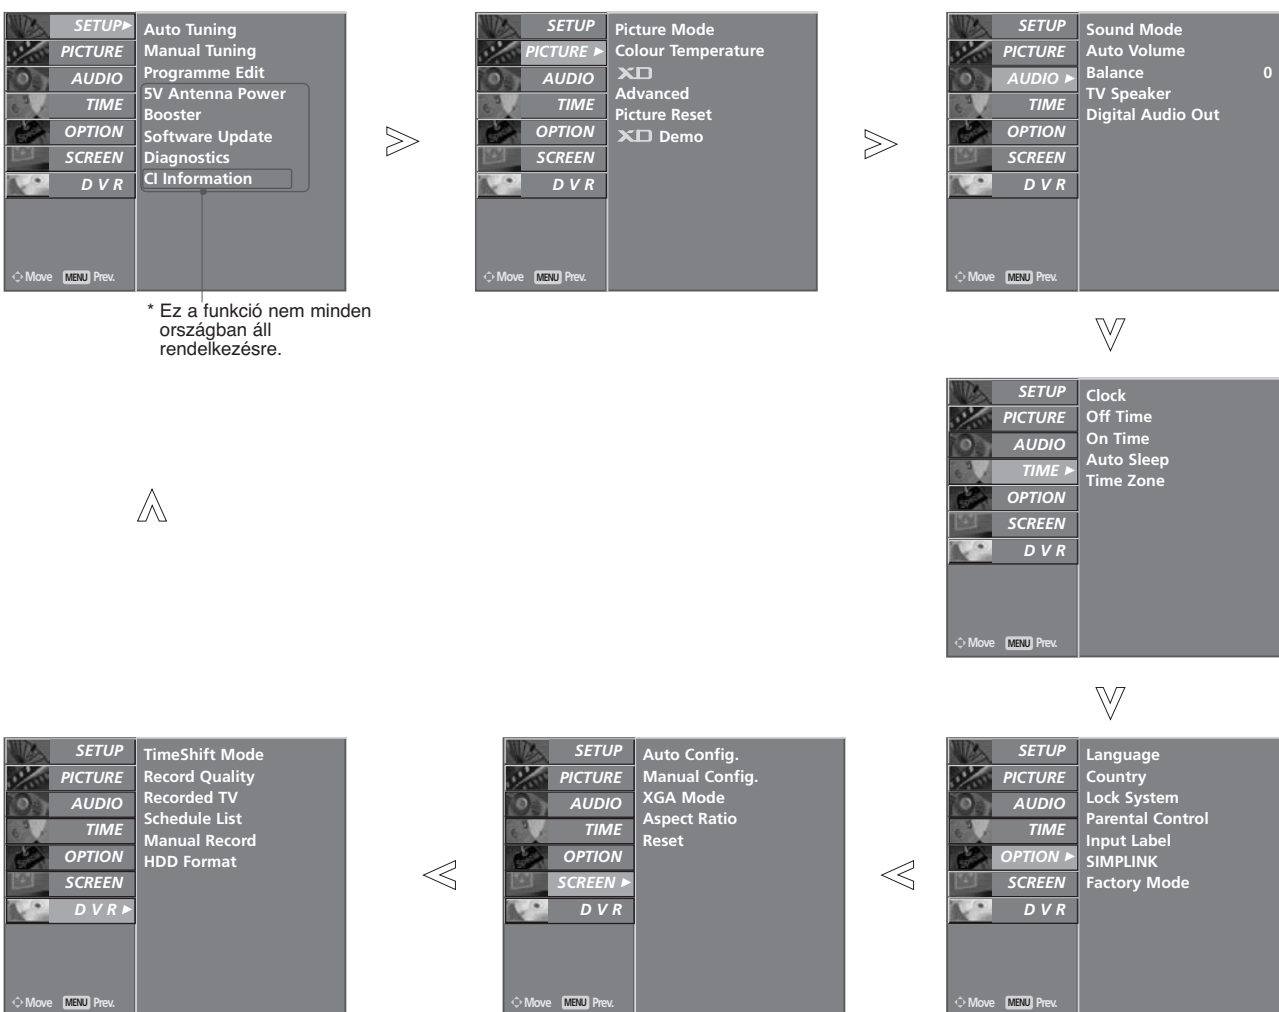 SETUP
PICTURE
AUDIO
TIME
OPTION
SCREEN
D V R
Auto Tuning
Manual Tuning
Programme Edit
5V Antenna Power
Booster
Software Update
Diagnostics
CI Information
Move MENU Prev.
* Ez a funkció nem minden
országban áll
rendelkezésre.
SETUP
PICTURE
AUDIO
TIME
OPTION
SCREEN
D V R
Picture Mode
Colour Temperature
XD
Advanced
Picture Reset
XD Demo
Move MENU Prev.
SETUP
PICTURE
AUDIO
TIME
OPTION
SCREEN
D V R
Sound Mode
Auto Volume
Balance 0
TV Speaker
Digital Audio Out
Move MENU Prev.
SETUP
PICTURE
AUDIO
TIME
OPTION
SCREEN
D V R
Clock
Off Time
On Time
Auto Sleep
Time Zone
Move MENU Prev.
SETUP
PICTURE
AUDIO
TIME
OPTION
SCREEN
D V R
Language
Country
Lock System
Parental Control
Input Label
SIMPLINK
Factory Mode
Move MENU Prev.
SETUP
PICTURE
AUDIO
TIME
OPTION
SCREEN
D V R
Auto Config.
Manual Config.
XGA Mode
Aspect Ratio
Reset
Move MENU Prev.
SETUP
PICTURE
AUDIO
TIME
OPTION
SCREEN
D V R
TimeShift Mode
Record Quality
Recorded TV
Schedule List
Manual Record
HDD Format
Move MENU Prev.